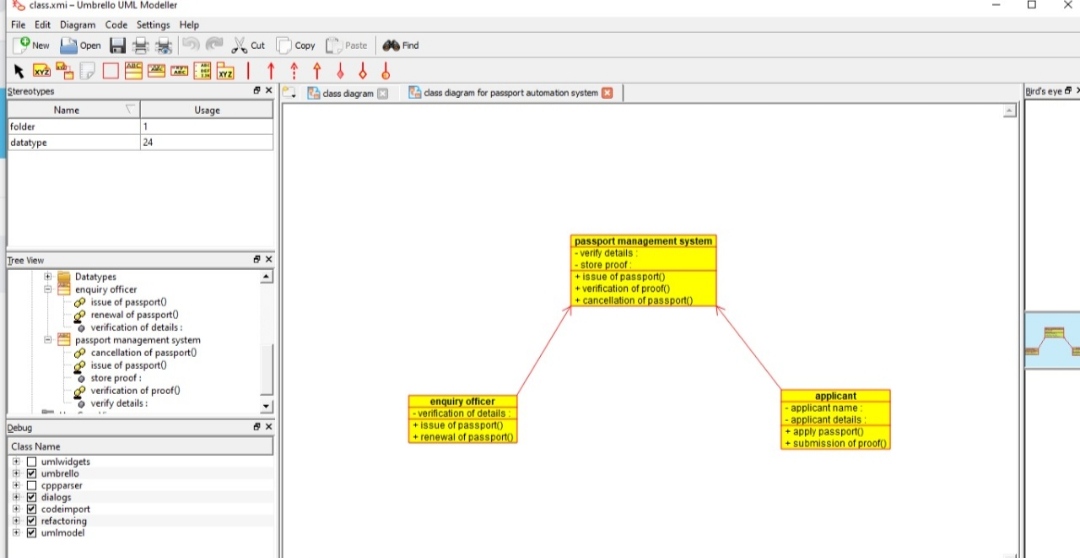 class.xmi – Umbrello UML Modeller
File Edit Diagram Code Settings Help
New Open Cut Copy Paste Find
Stereotypes
Name Usage
folder 1
datatype 24
Tree View
Datatypes
enquiry officer
issue of passport()
renewal of passport()
verification of details :
passport management system
cancellation of passport()
issue of passport()
store proof :
verification of proof()
verify details :
Debug
Class Name
umlwidgets
umbrello
cppparser
dialogs
codeimport
refactoring
umlmodel
class diagram
class diagram for passport automation system
Bird's eye
passport management system
- verify details :
- store proof :
+ issue of passport()
+ verification of proof()
+ cancellation of passport()
enquiry officer
- verification of details :
+ issue of passport()
+ renewal of passport()
applicant
- applicant name :
- applicant details :
+ apply passport()
+ submission of proof()